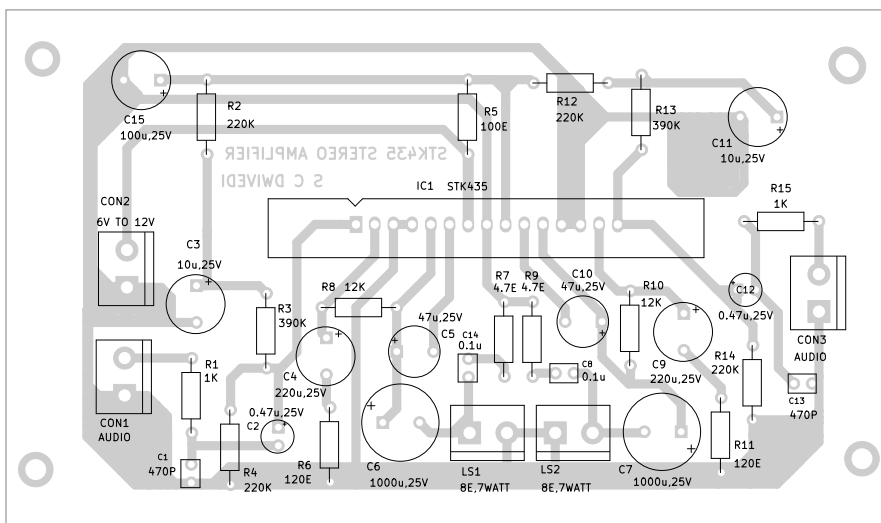 C15
100u,25V
R2
220K
R5
100E
R12
220K
R13
390K
C11
10u,25V
STK435 STEREO AMPLIFIER
S C DWIVEDI
IC1 STK435
CON2
6V TO 12V
C3
10u,25V
R15
1K
R8 12K
R7
4.7E
R9
4.7E
C10
47u,25V
R10
12K
C12
0.47u,25V
R3
390K
47u,25V
C5
C14
0.1u
CON3
AUDIO
R1
1K
C4
220u,25V
C8
0.1u
C9
220u,25V
R14
220K
C13
470P
CON1
AUDIO
0.47u,25V
C2
C1
470P
R4
220K
R6
120E
C6
1000u,25V
LS1
8E,7WATT
LS2
8E,7WATT
C7
1000u,25V
R11
120E
+
+
+
+
+
+
+
+
+
+
+
+